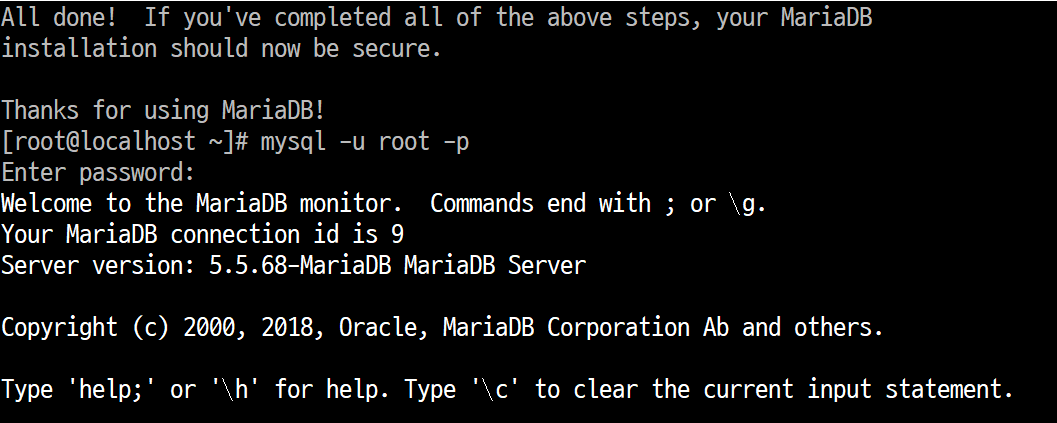 All done!  If you've completed all of the above steps, your MariaDB
installation should now be secure.
Thanks for using MariaDB!
[root@localhost ~]# mysql -u root -p
Enter password:
Welcome to the MariaDB monitor.  Commands end with ; or \g.
Your MariaDB connection id is 9
Server version: 5.5.68-MariaDB MariaDB Server
Copyright (c) 2000, 2018, Oracle, MariaDB Corporation Ab and others.
Type 'help;' or '\h' for help. Type '\c' to clear the current input statement.